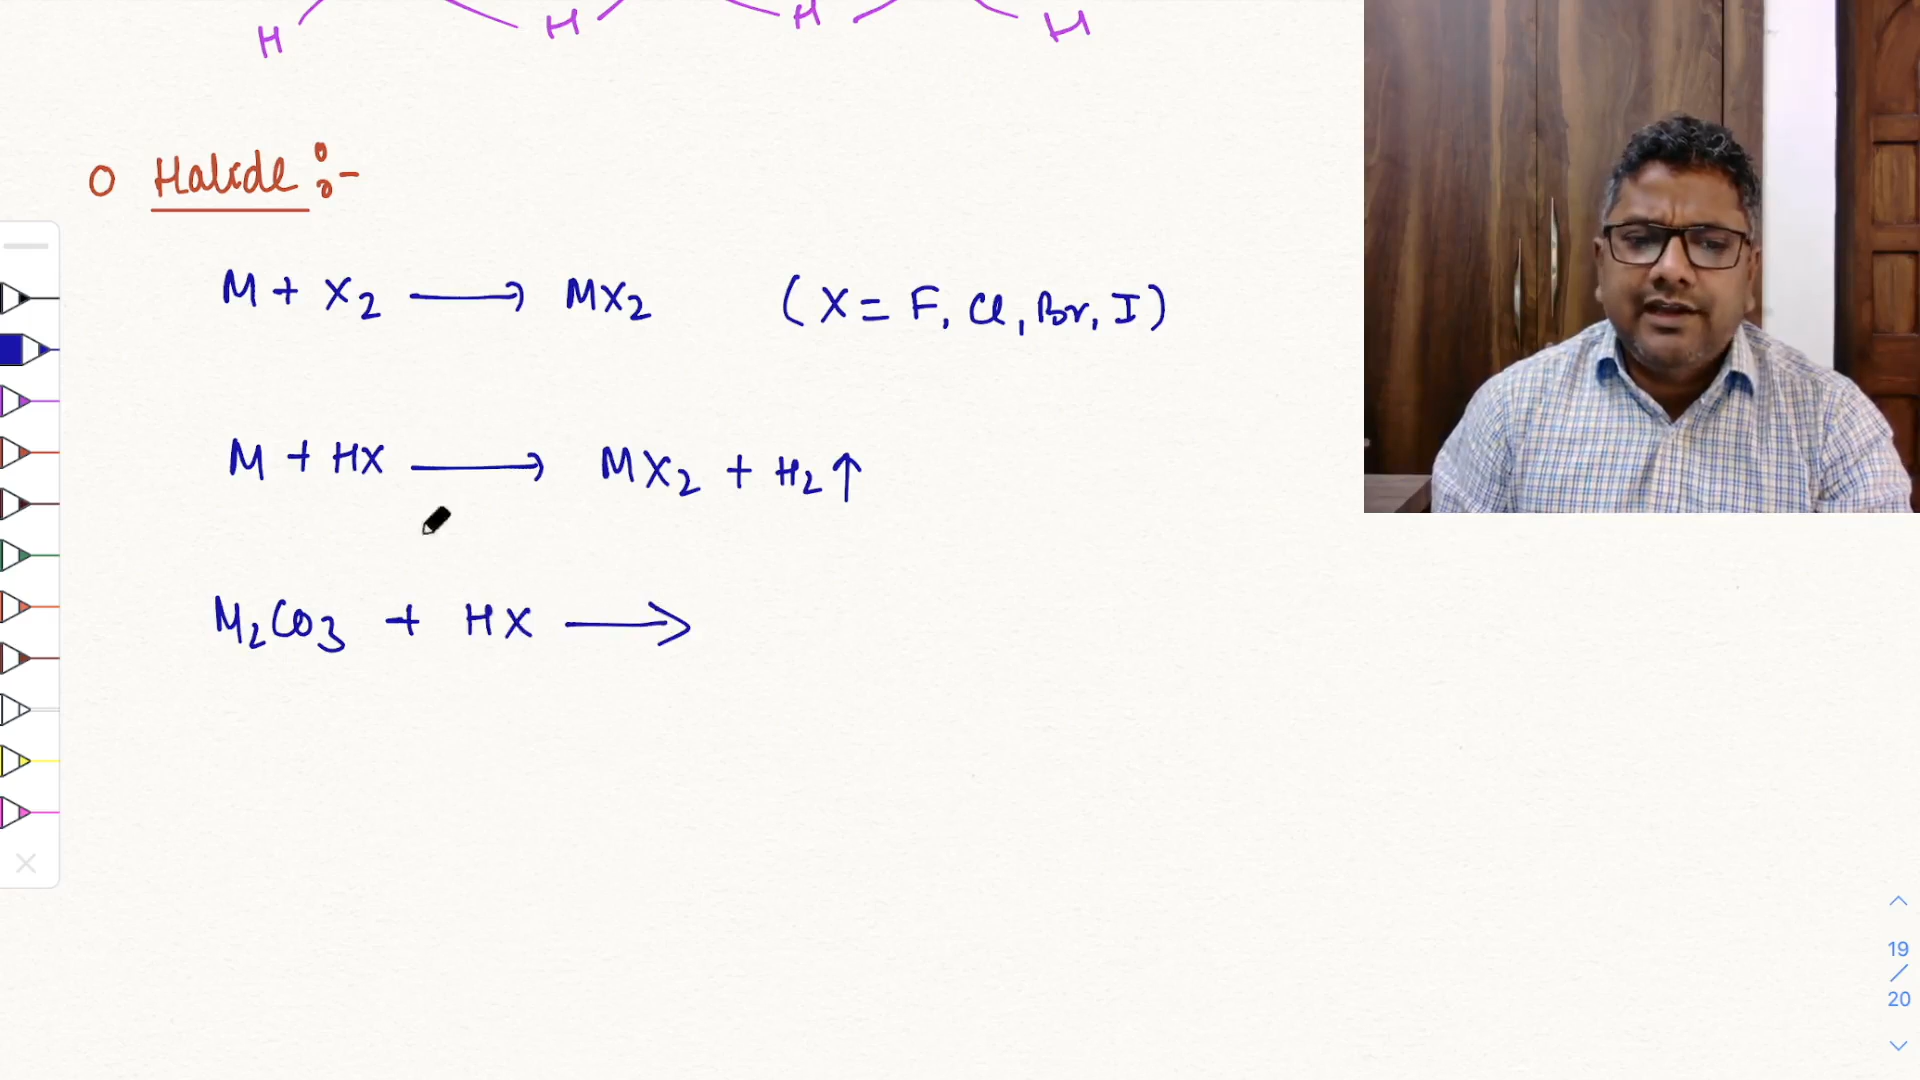 H H H H
o Halide :-
M + X2 ⟶ MX2 (X = F, Cl, Br, I)
M + HX ⟶ MX2 + H2↑
M2CO3 + HX ⟶
19
/
20